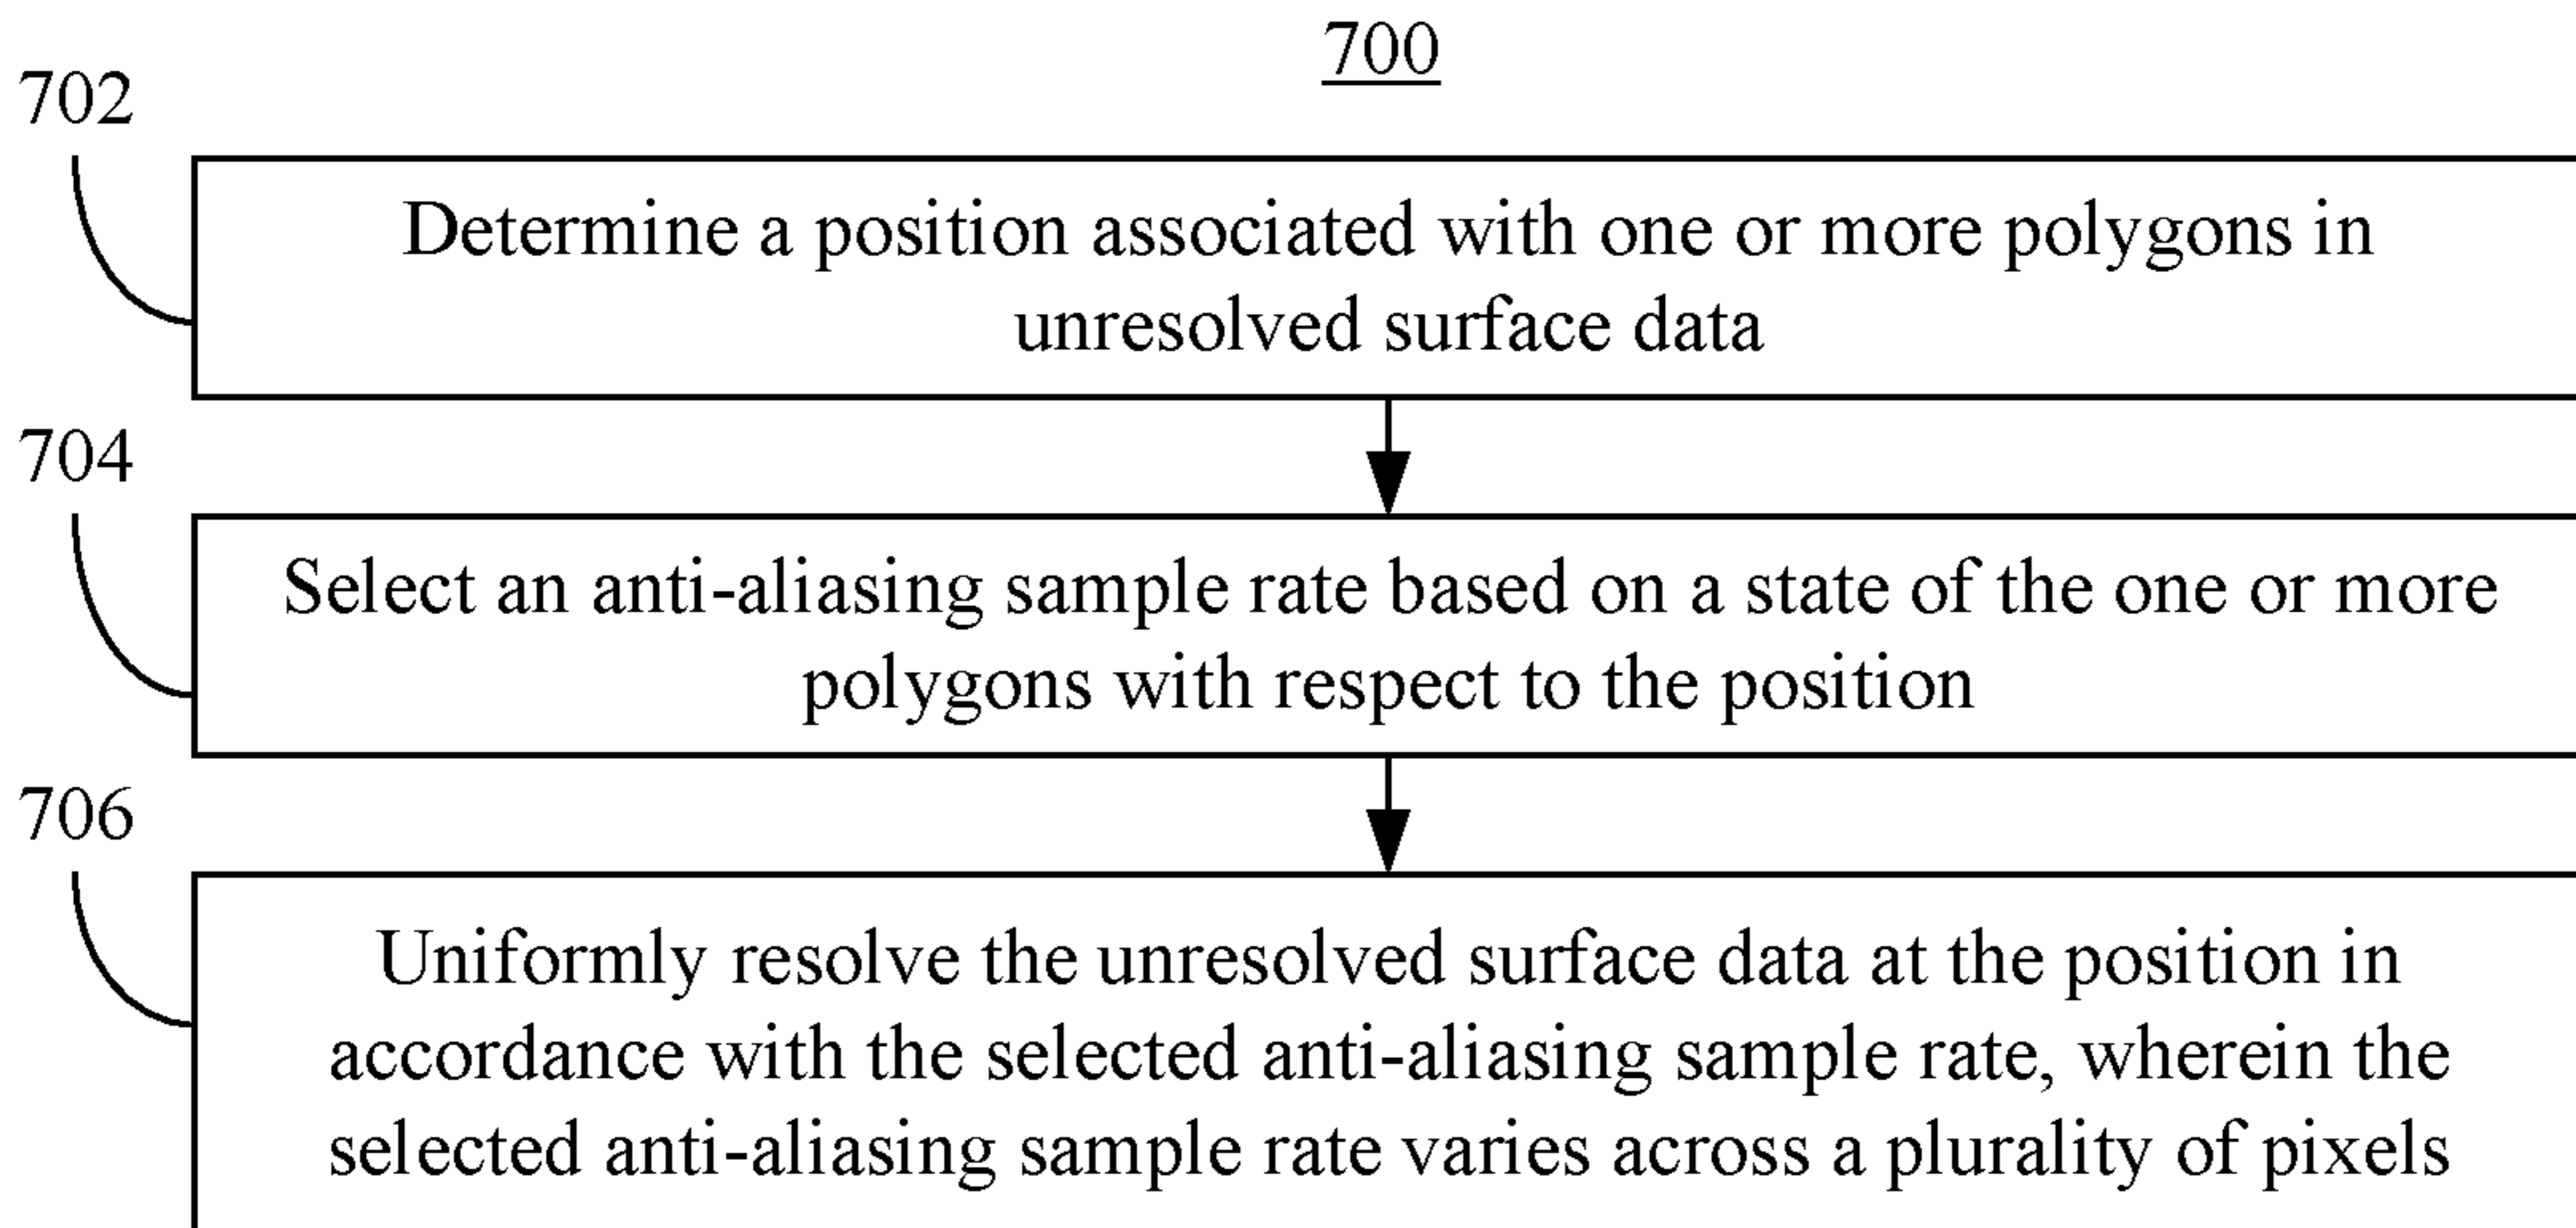 700
702
Determine a position associated with one or more polygons in
unresolved surface data
704
Select an anti-aliasing sample rate based on a state of the one or more
polygons with respect to the position
706
Uniformly resolve the unresolved surface data at the position in
accordance with the selected anti-aliasing sample rate, wherein the
selected anti-aliasing sample rate varies across a plurality of pixels